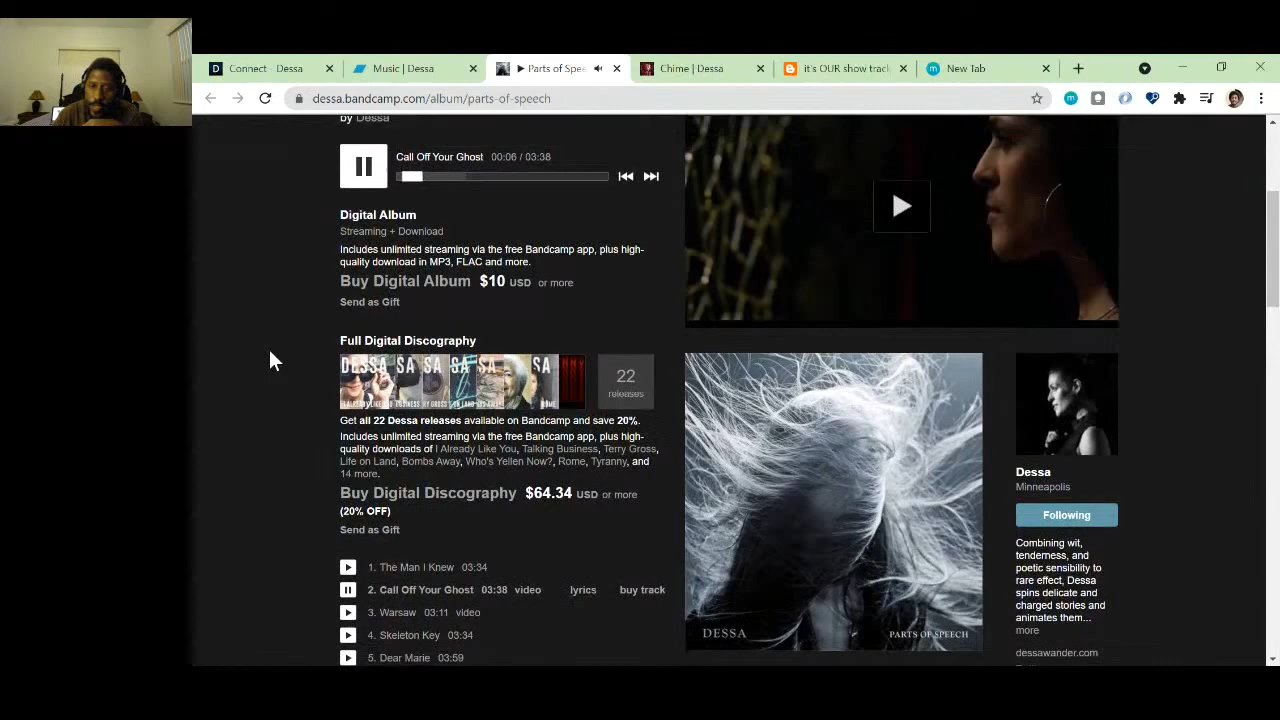 Connect - Dessa
Music | Dessa
Parts of Spee
Chime | Dessa
it's OUR show track
New Tab
dessa.bandcamp.com/album/parts-of-speech
by Dessa
Call Off Your Ghost 00:06 / 03:38
Digital Album
Streaming + Download
Includes unlimited streaming via the free Bandcamp app, plus high-
quality download in MP3, FLAC and more.
Buy Digital Album $10 USD or more
Send as Gift
Full Digital Discography
22
releases
Get all 22 Dessa releases available on Bandcamp and save 20%.
Includes unlimited streaming via the free Bandcamp app, plus high-
quality downloads of I Already Like You, Talking Business, Terry Gross,
Life on Land, Bombs Away, Who's Yellen Now?, Rome, Tyranny, and
14 more.
Buy Digital Discography $64.34 USD or more
(20% OFF)
Send as Gift
1. The Man I Knew 03:34
2. Call Off Your Ghost 03:38 video lyrics buy track
3. Warsaw 03:11 video
4. Skeleton Key 03:34
5. Dear Marie 03:59
DESSA
PARTS OF SPEECH
Dessa
Minneapolis
Following
Combining wit,
tenderness, and
poetic sensibility to
rare effect, Dessa
spins delicate and
charged stories and
animates them...
more
dessawander.com